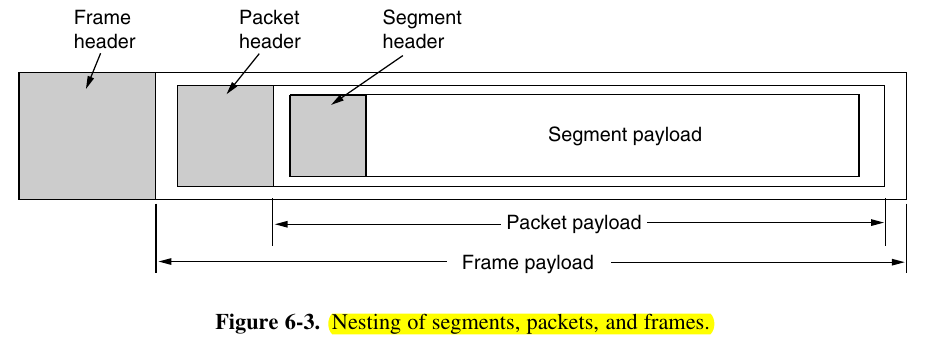 Frame
header
Packet
header
Segment
header
Segment payload
Packet payload
Frame payload
Figure 6-3. Nesting of segments, packets, and frames.